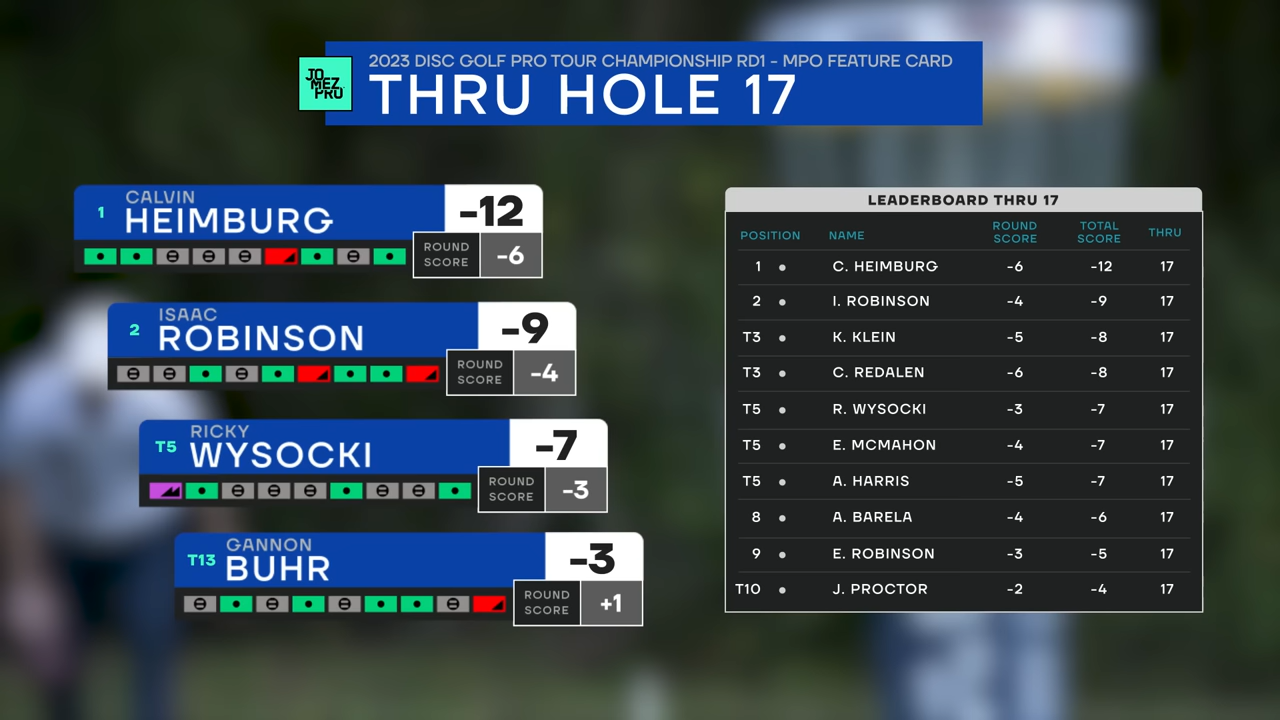 JO
MEZ
PRO
2023 DISC GOLF PRO TOUR CHAMPIONSHIP RD1 - MPO FEATURE CARD
THRU HOLE 17
1 CALVIN
HEIMBURG -12
ROUND SCORE -6
2 ISAAC
ROBINSON -9
ROUND SCORE -4
T5 RICKY
WYSOCKI -7
ROUND SCORE -3
T13 GANNON
BUHR -3
ROUND SCORE +1
LEADERBOARD THRU 17
POSITION NAME ROUND SCORE TOTAL SCORE THRU
1 C. HEIMBURG -6 -12 17
2 I. ROBINSON -4 -9 17
T3 K. KLEIN -5 -8 17
T3 C. REDALEN -6 -8 17
T5 R. WYSOCKI -3 -7 17
T5 E. MCMAHON -4 -7 17
T5 A. HARRIS -5 -7 17
8 A. BARELA -4 -6 17
9 E. ROBINSON -3 -5 17
T10 J. PROCTOR -2 -4 17